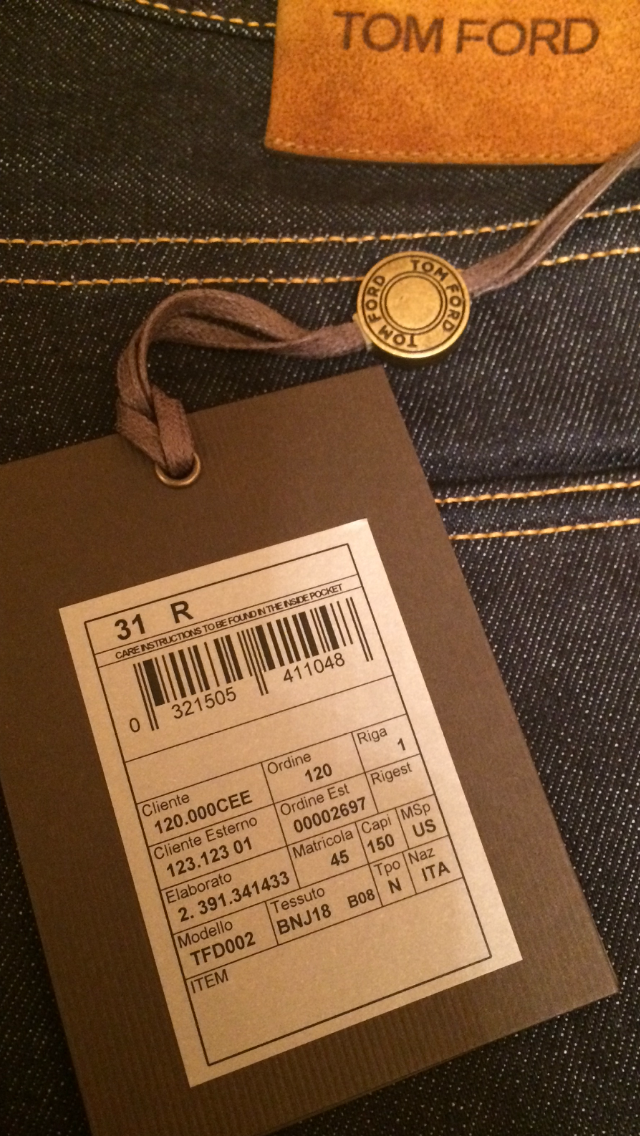 TOM FORD
TOM FORD
TOM FORD
31 R
CARE INSTRUCTIONS TO BE FOUND IN THE INSIDE POCKET
0 321505 411048
Cliente Ordine Riga
120.000CEE 120 1
Cliente Esterno Ordine Est Rigest
123.123 01 00002697
Elaborato Matricola Capi MSp
2. 391.341433 45 150 US
Modello Tessuto Tpo Naz
TFD002 BNJ18 B08 N ITA
ITEM